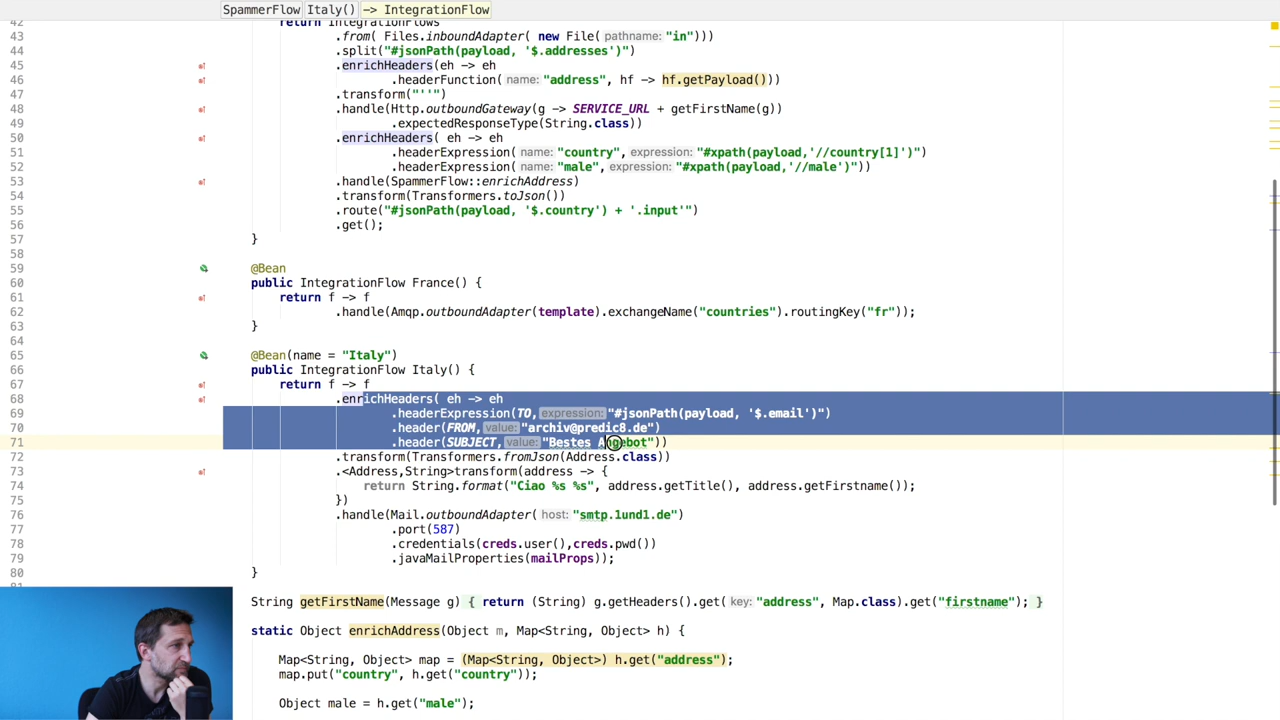 SpammerFlow Italy() -> IntegrationFlow
42 return IntegrationFlows
43 .from( Files.inboundAdapter( new File( pathname: "in")))
44 .split("#jsonPath(payload, '$.addresses')")
45 .enrichHeaders(eh -> eh
46 .headerFunction( name: "address", hf -> hf.getPayload()))
47 .transform("''")
48 .handle(Http.outboundGateway(g -> SERVICE_URL + getFirstName(g))
49 .expectedResponseType(String.class))
50 .enrichHeaders( eh -> eh
51 .headerExpression( name: "country", expression: "#xpath(payload,'//country[1]')")
52 .headerExpression( name: "male", expression: "#xpath(payload,'//male')"))
53 .handle(SpammerFlow::enrichAddress)
54 .transform(Transformers.toJson())
55 .route("#jsonPath(payload, '$.country') + '.input'")
56 .get();
57 }
58
59 @Bean
60 public IntegrationFlow France() {
61 return f -> f
62 .handle(Amqp.outboundAdapter(template).exchangeName("countries").routingKey("fr"));
63 }
64
65 @Bean(name = "Italy")
66 public IntegrationFlow Italy() {
67 return f -> f
68 .enrichHeaders( eh -> eh
69 .headerExpression(TO, expression: "#jsonPath(payload, '$.email')")
70 .header(FROM, value: "archiv@predic8.de")
71 .header(SUBJECT, value: "Bestes Angebot"))
72 .transform(Transformers.fromJson(Address.class))
73 .<Address,String>transform(address -> {
74 return String.format("Ciao %s %s", address.getTitle(), address.getFirstname());
75 })
76 .handle(Mail.outboundAdapter( host: "smtp.1und1.de")
77 .port(587)
78 .credentials(creds.user(),creds.pwd())
79 .javaMailProperties(mailProps));
80 }
String getFirstName(Message g) { return (String) g.getHeaders().get( key: "address", Map.class).get("firstname"); }
static Object enrichAddress(Object m, Map<String, Object> h) {
Map<String, Object> map = (Map<String, Object>) h.get("address");
map.put("country", h.get("country"));
Object male = h.get("male");